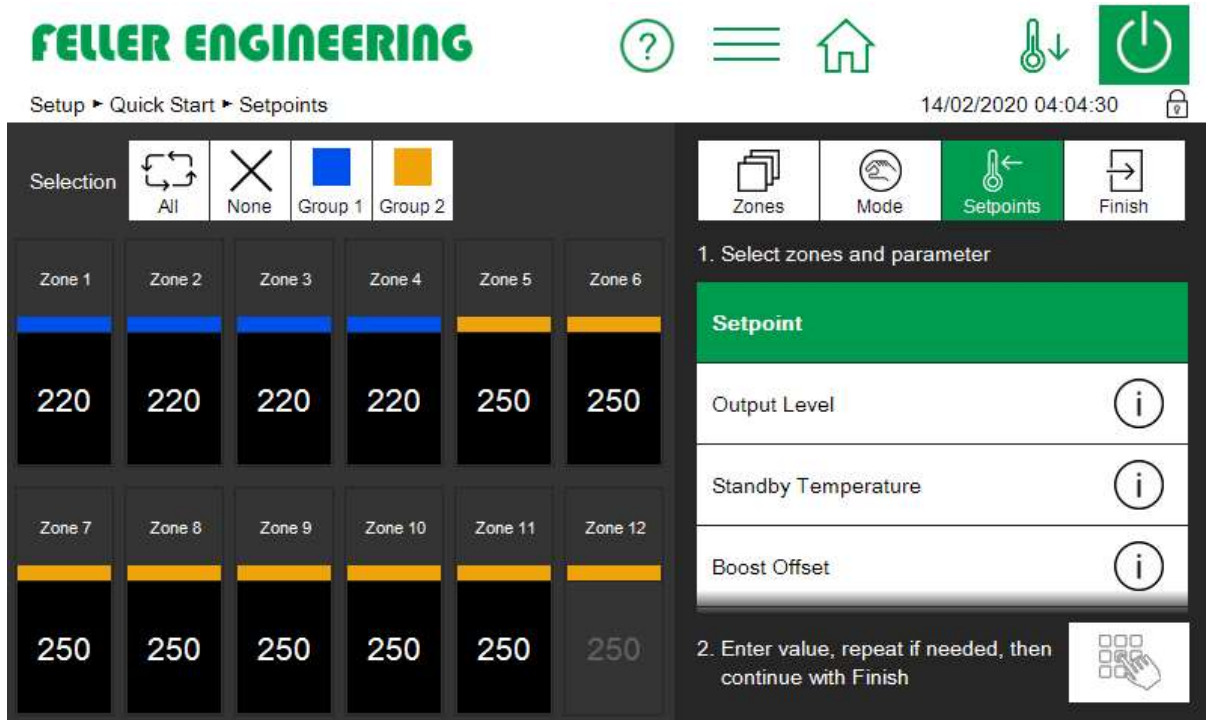 FELLER ENGINEERING
?
Setup ► Quick Start ► Setpoints
14/02/2020 04:04:30
Selection
All
None
Group 1
Group 2
Zones
Mode
Setpoints
Finish
1. Select zones and parameter
Zone 1
Zone 2
Zone 3
Zone 4
Zone 5
Zone 6
220
220
220
220
250
250
Setpoint
Output Level
i
Standby Temperature
i
Boost Offset
i
Zone 7
Zone 8
Zone 9
Zone 10
Zone 11
Zone 12
250
250
250
250
250
250
2. Enter value, repeat if needed, then
continue with Finish